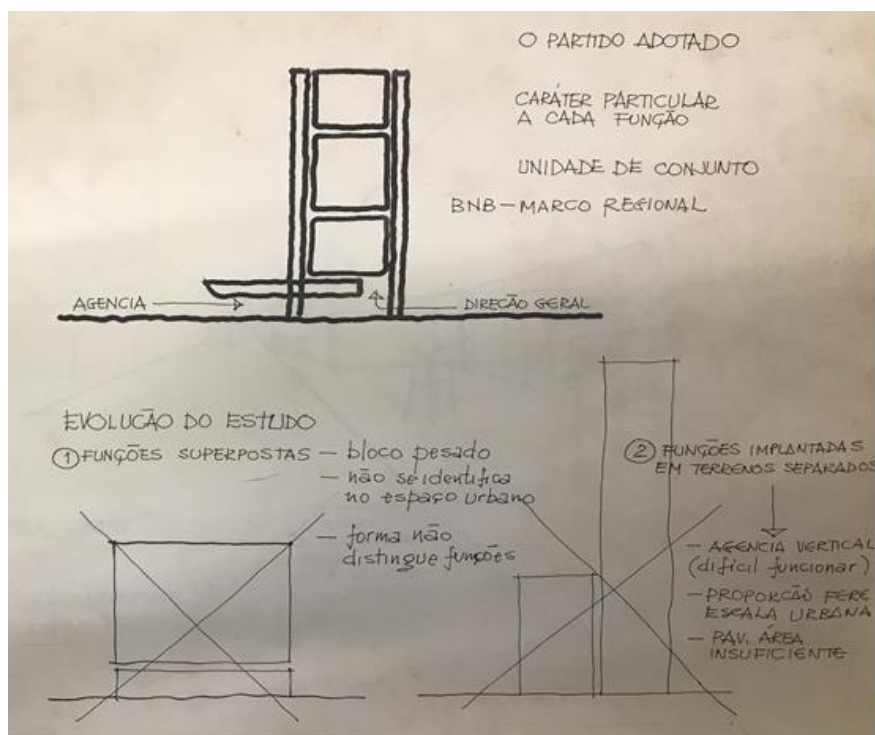 O PARTIDO ADOTADO
CARÁTER PARTICULAR
A CADA FUNÇÃO
UNIDADE DE CONJUNTO
BNB — MARCO REGIONAL
AGENCIA
DIREÇÃO GERAL
EVOLUCÃO DO ESTUDO
① FUNÇÕES SUPERPOSTAS — bloco pesado
— não se identifica
no espaço urbano
— forma não
distingue funções
② FUNÇÕES IMPLANTADAS
EM TERRENOS SEPARADOS
— AGENCIA VERTICAL
(difícil funcionar)
— PROPORCÃO FERE
ESCALA URBANA
— PAV. ÁREA
INSUFICIENTE